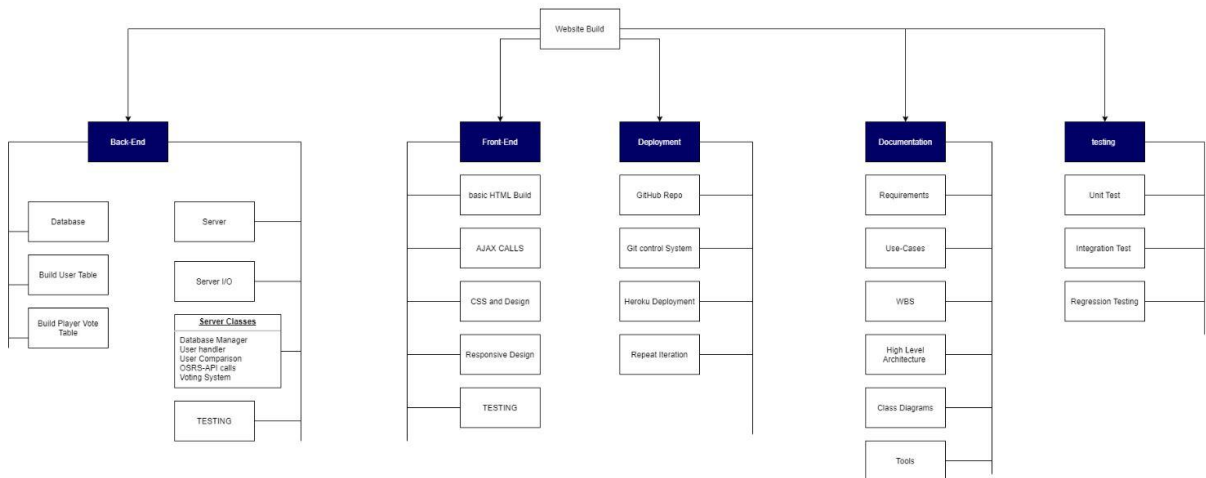 Website Build
Back-End
Front-End
Deployment
Documentation
testing
Database
Build User Table
Build Player Vote
Table
Server
Server I/O
Server Classes
Database Manager
User handler
User Comparison
OSRS-API calls
Voting System
TESTING
basic HTML Build
AJAX CALLS
CSS and Design
Responsive Design
TESTING
GitHub Repo
Git control System
Heroku Deployment
Repeat Iteration
Requirements
Use-Cases
WBS
High Level
Architecture
Class Diagrams
Tools
Unit Test
Integration Test
Regression Testing